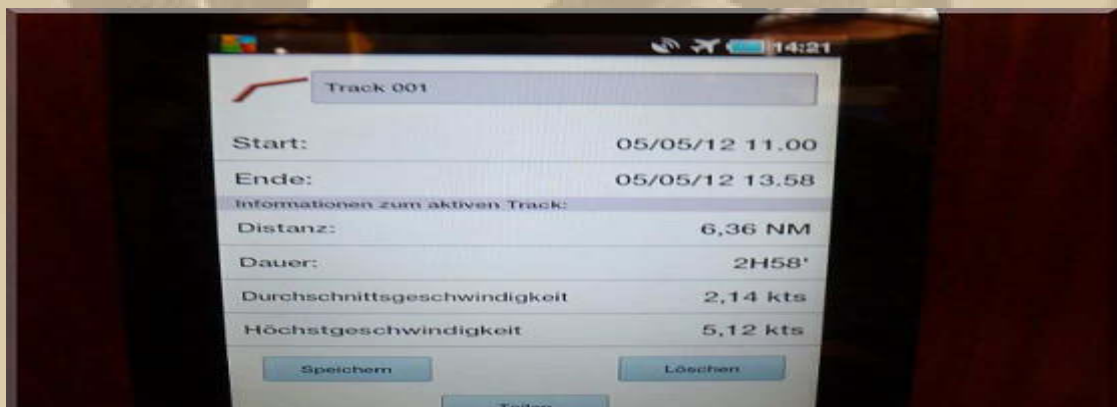 14:21
Track 001
Start: 05/05/12 11.00
Ende: 05/05/12 13.58
Informationen zum aktiven Track:
Distanz: 6,36 NM
Dauer: 2H58'
Durchschnittsgeschwindigkeit 2,14 kts
Höchstgeschwindigkeit 5,12 kts
Speichern Löschen
Teilen